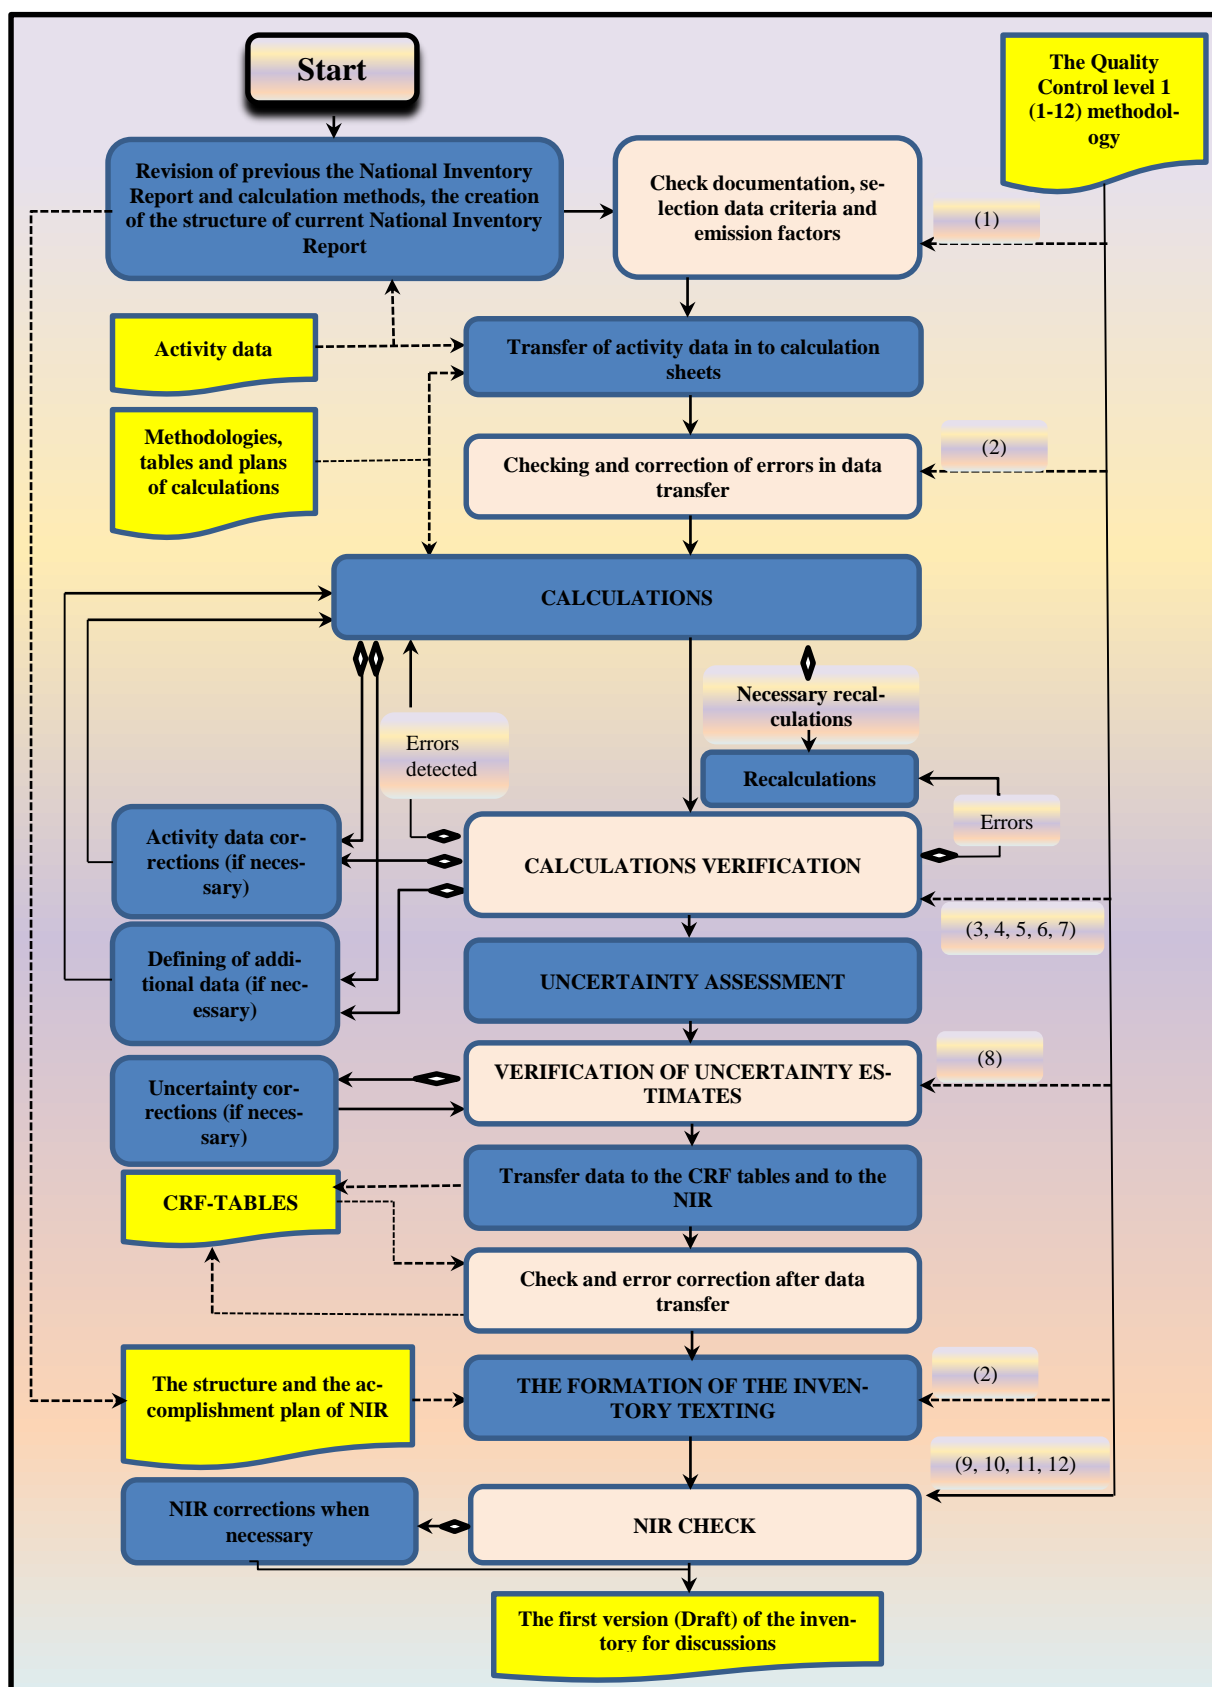 Start
The Quality
Control level 1
(1-12) methodol-
ogy
Revision of previous the National Inventory
Report and calculation methods, the creation
of the structure of current National Inventory
Report
Check documentation, se-
lection data criteria and
emission factors
(1)
Activity data
Transfer of activity data in to calculation
sheets
Methodologies,
tables and plans
of calculations
Checking and correction of errors in data
transfer
(2)
CALCULATIONS
Necessary recal-
culations
Errors
detected
Recalculations
Errors
Activity data cor-
rections (if neces-
sary)
CALCULATIONS VERIFICATION
(3, 4, 5, 6, 7)
Defining of addi-
tional data (if nec-
essary)
UNCERTAINTY ASSESSMENT
(8)
VERIFICATION OF UNCERTAINTY ES-
TIMATES
Uncertainty cor-
rections (if neces-
sary)
Transfer data to the CRF tables and to the
NIR
CRF-TABLES
Check and error correction after data
transfer
The structure and the ac-
complishment plan of NIR
THE FORMATION OF THE INVEN-
TORY TEXTING
(2)
(9, 10, 11, 12)
NIR corrections when
necessary
NIR CHECK
The first version (Draft) of the inven-
tory for discussions